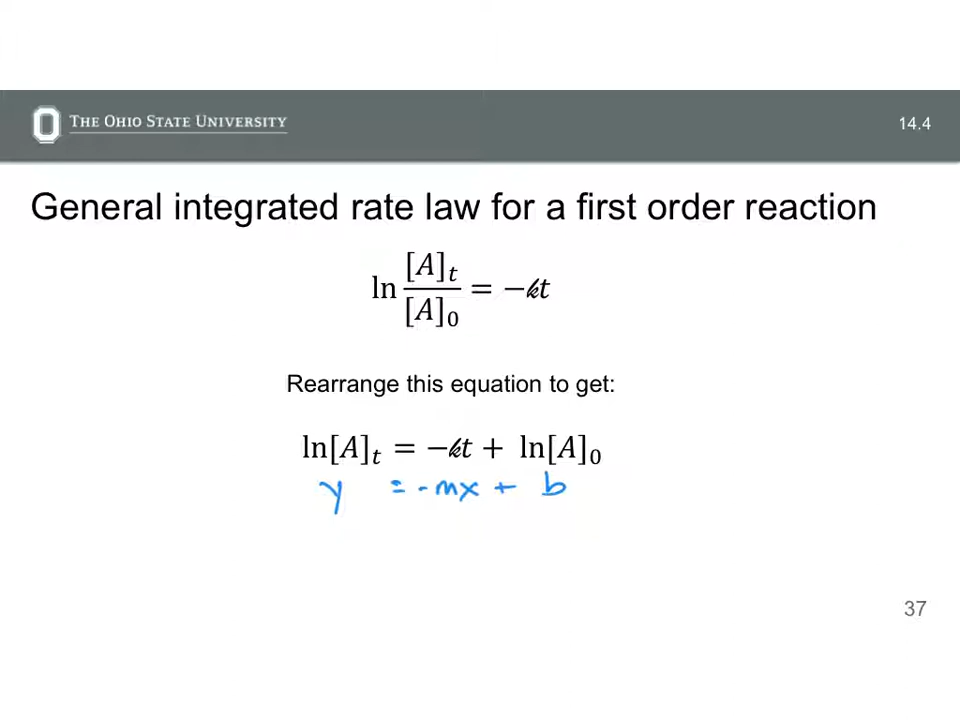 THE OHIO STATE UNIVERSITY
14.4
General integrated rate law for a first order reaction
ln [A]t / [A]0 = −kt
Rearrange this equation to get:
ln[A]t = −kt + ln[A]0
y = -mx + b
37